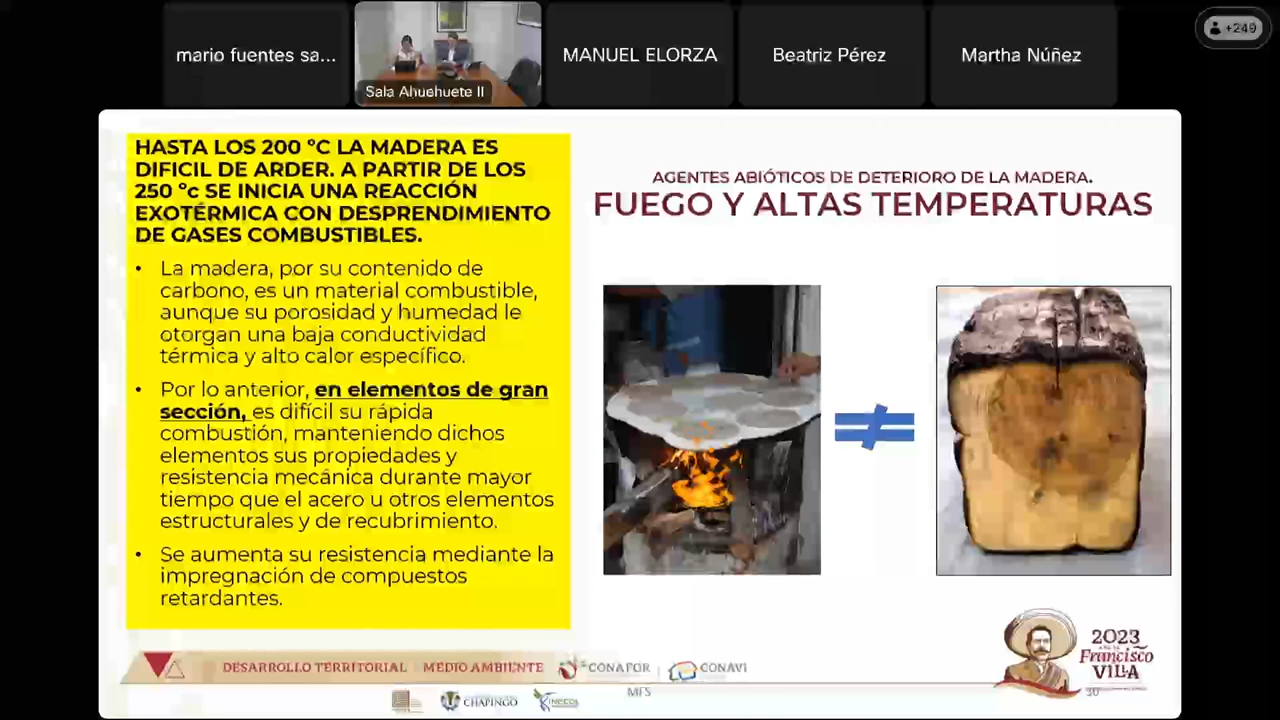 mario fuentes sa...
Sala Ahuehuete II
MANUEL ELORZA
Beatriz Pérez
Martha Núñez
+249
HASTA LOS 200 ºC LA MADERA ES
DIFICIL DE ARDER. A PARTIR DE LOS
250 ºc SE INICIA UNA REACCIÓN
EXOTÉRMICA CON DESPRENDIMIENTO
DE GASES COMBUSTIBLES.
• La madera, por su contenido de
carbono, es un material combustible,
aunque su porosidad y humedad le
otorgan una baja conductividad
térmica y alto calor específico.
• Por lo anterior, en elementos de gran
sección, es difícil su rápida
combustión, manteniendo dichos
elementos sus propiedades y
resistencia mecánica durante mayor
tiempo que el acero u otros elementos
estructurales y de recubrimiento.
• Se aumenta su resistencia mediante la
impregnación de compuestos
retardantes.
AGENTES ABIÓTICOS DE DETERIORO DE LA MADERA.
FUEGO Y ALTAS TEMPERATURAS
≠
DESARROLLO TERRITORIAL MEDIO AMBIENTE CONAFOR CONAVI
CHAPINGO INECOL
MFS
2023
Francisco
VILLA
30